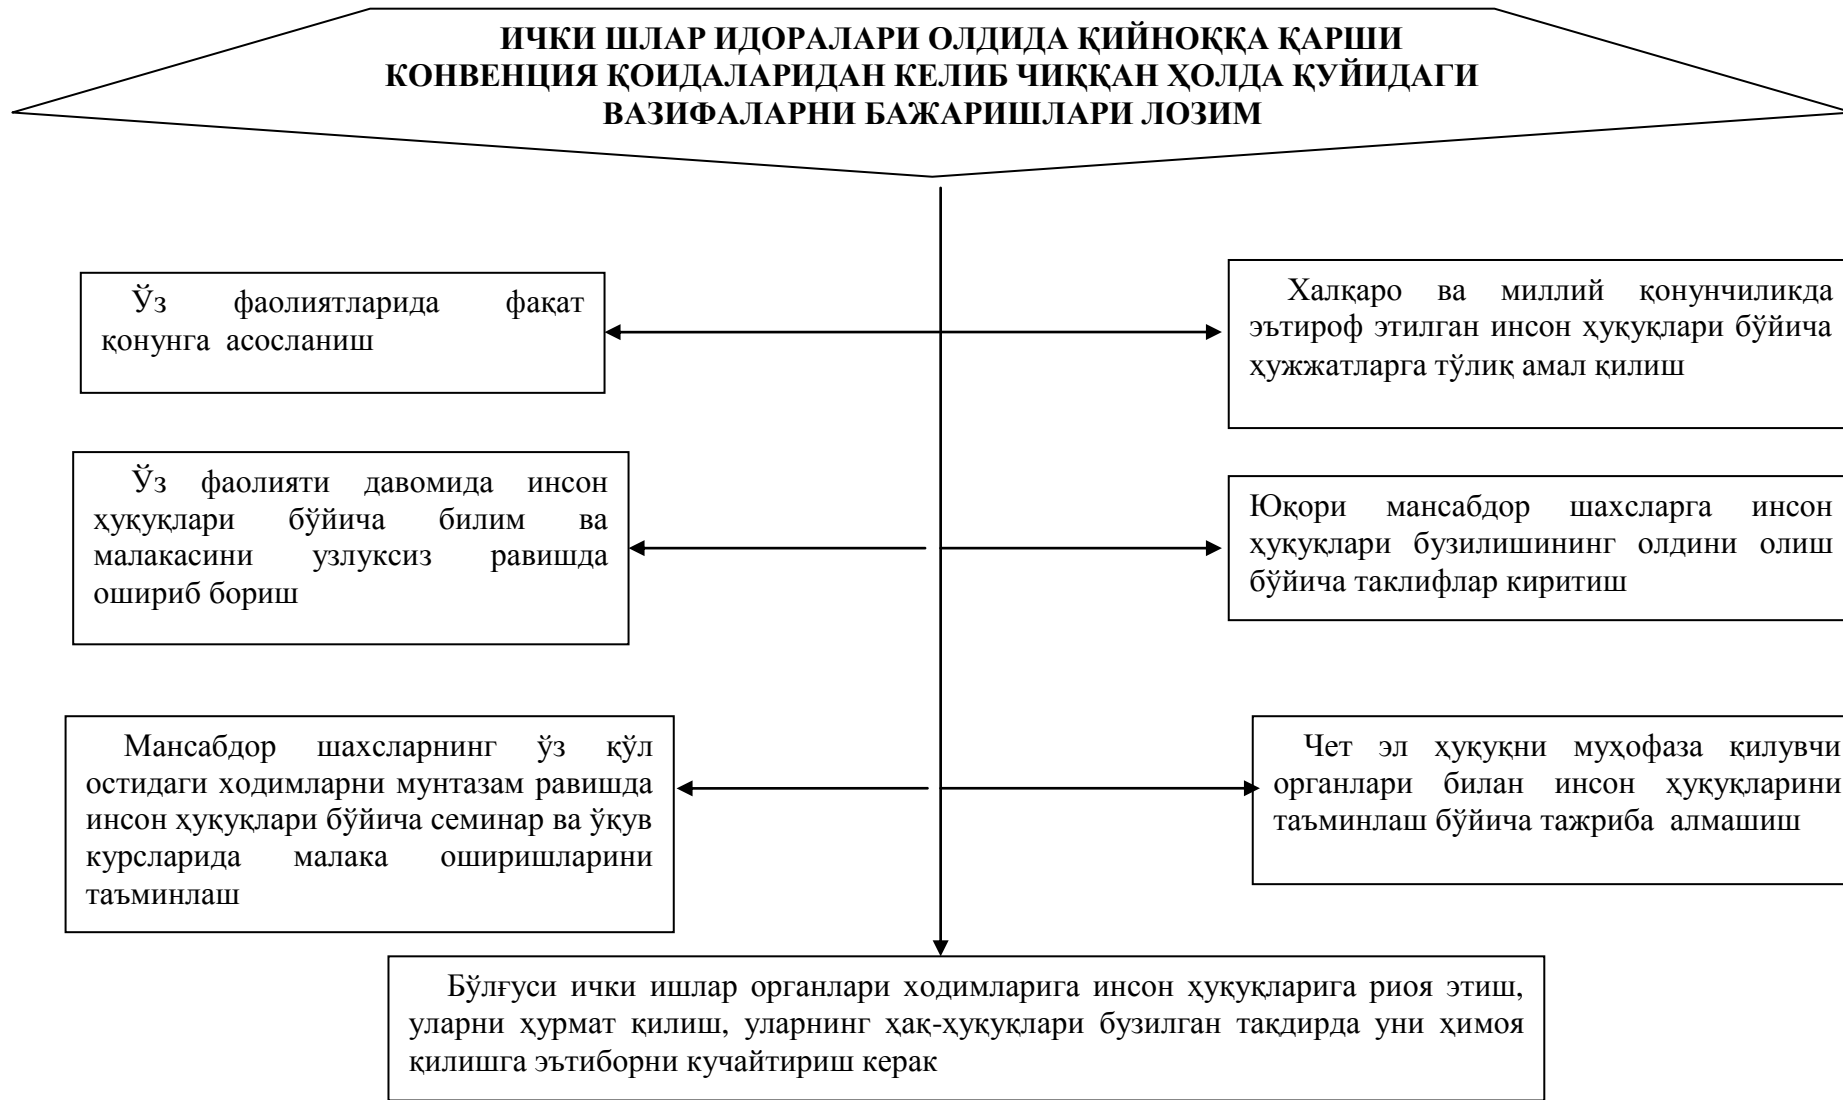 ИЧКИ ШЛАР ИДОРАЛАРИ ОЛДИДА ҚИЙНОҚҚА ҚАРШИ
КОНВЕНЦИЯ ҚОИДАЛАРИДАН КЕЛИБ ЧИҚҚАН ҲОЛДА ҚУЙИДАГИ
ВАЗИФАЛАРНИ БАЖАРИШЛАРИ ЛОЗИМ
Ўз фаолиятларида фақат
қонунга асосланиш
Халқаро ва миллий қонунчиликда
эътироф этилган инсон ҳуқуқлари бўйича
ҳужжатларга тўлиқ амал қилиш
Ўз фаолияти давомида инсон
ҳуқуқлари бўйича билим ва
малакасини узлуксиз равишда
ошириб бориш
Юқори мансабдор шахсларга инсон
ҳуқуқлари бузилишининг олдини олиш
бўйича таклифлар киритиш
Мансабдор шахсларнинг ўз қўл
остидаги ходимларни мунтазам равишда
инсон ҳуқуқлари бўйича семинар ва ўқув
курсларида малака оширишларини
таъминлаш
Чет эл ҳуқуқни муҳофаза қилувчи
органлари билан инсон ҳуқуқларини
таъминлаш бўйича тажриба алмашиш
Бўлғуси ички ишлар органлари ходимларига инсон ҳуқуқларига риоя этиш,
уларни ҳурмат қилиш, уларнинг ҳақ-ҳуқуқлари бузилган тақдирда уни ҳимоя
қилишга эътиборни кучайтириш керак